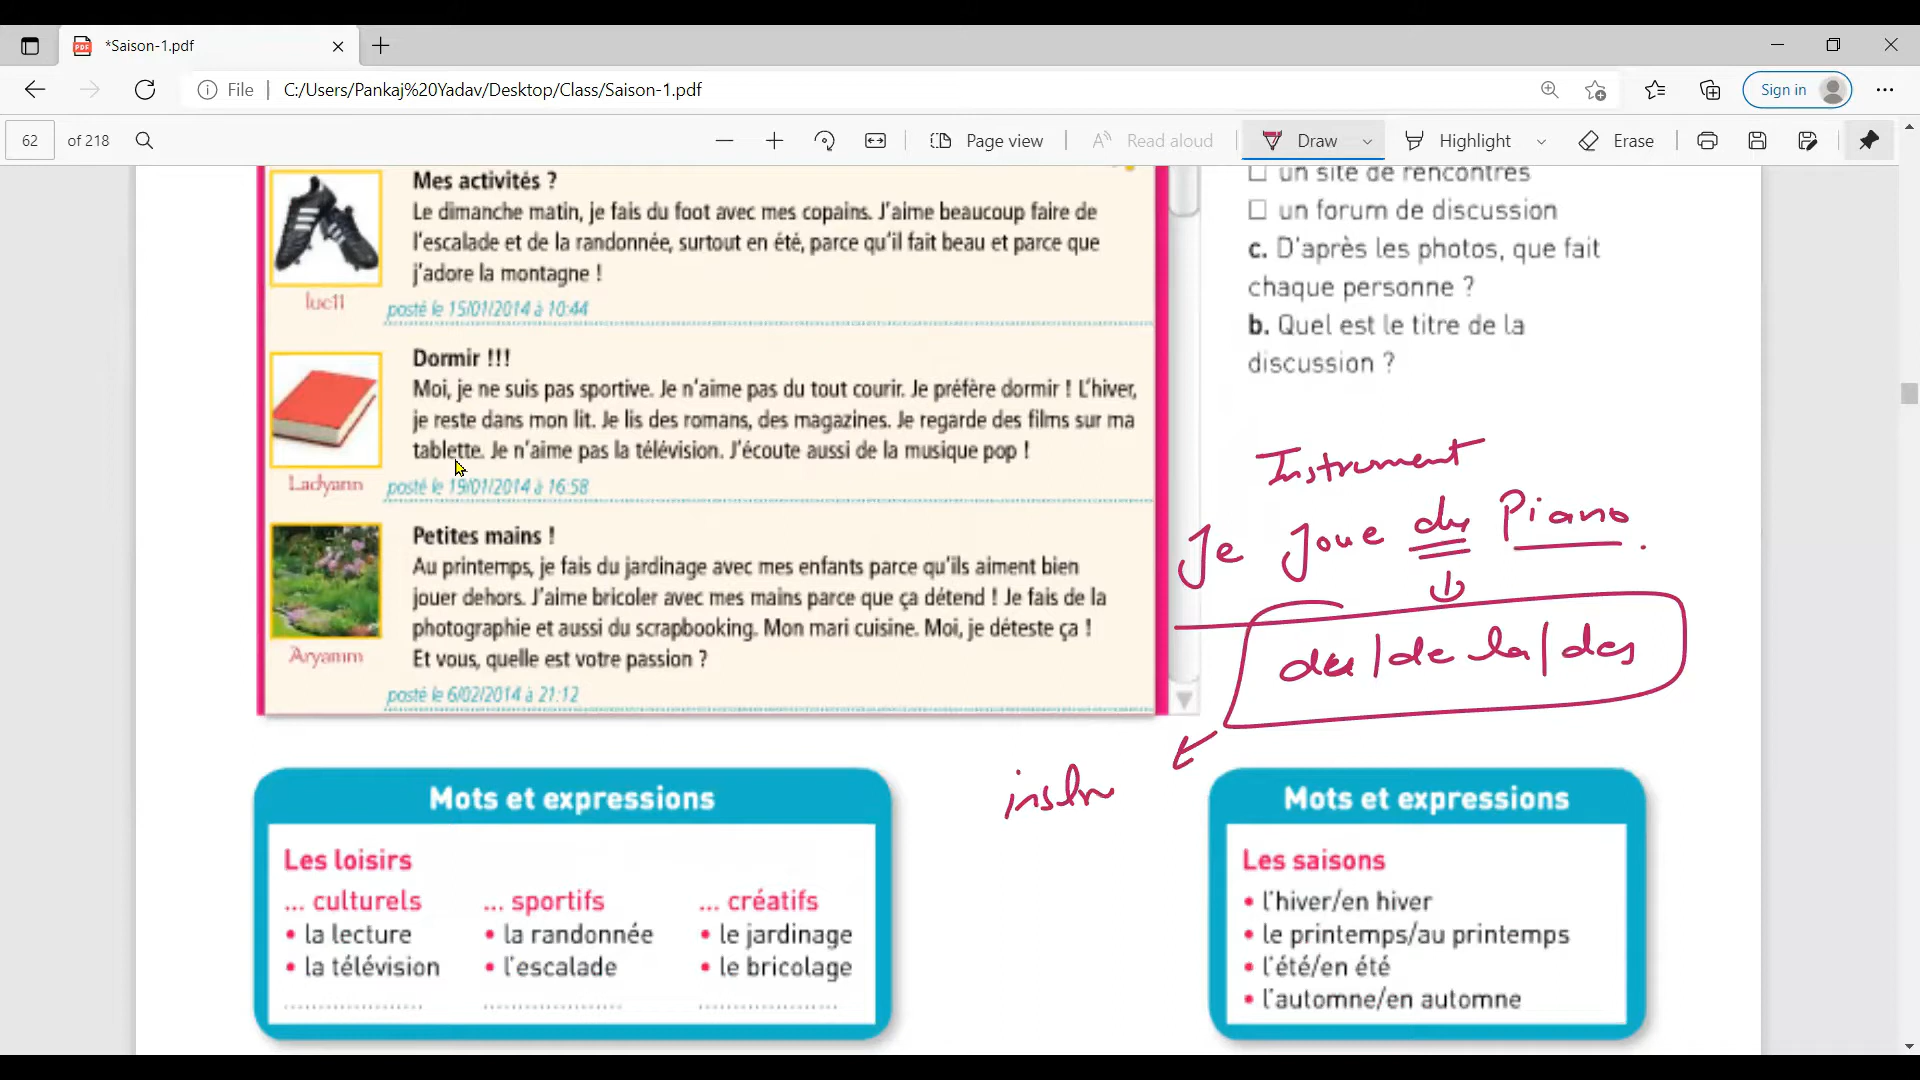 *Saison-1.pdf
File
C:/Users/Pankaj%20Yadav/Desktop/Class/Saison-1.pdf
Sign in
62 of 218
Page view
Read aloud
Draw
Highlight
Erase
Mes activités ?
Le dimanche matin, je fais du foot avec mes copains. J'aime beaucoup faire de
l'escalade et de la randonnée, surtout en été, parce qu'il fait beau et parce que
j'adore la montagne !
luc11
posté le 15/01/2014 à 10:44
Dormir !!!
Moi, je ne suis pas sportive. Je n'aime pas du tout courir. Je préfère dormir ! L'hiver,
je reste dans mon lit. Je lis des romans, des magazines. Je regarde des films sur ma
tablette. Je n'aime pas la télévision. J'écoute aussi de la musique pop !
Ladyann
posté le 19/01/2014 à 16:58
Petites mains !
Au printemps, je fais du jardinage avec mes enfants parce qu'ils aiment bien
jouer dehors. J'aime bricoler avec mes mains parce que ça détend ! Je fais de la
photographie et aussi du scrapbooking. Mon mari cuisine. Moi, je déteste ça !
Et vous, quelle est votre passion ?
Aryamm
posté le 6/02/2014 à 21:12
un site de rencontres
un forum de discussion
c. D'après les photos, que fait
chaque personne ?
b. Quel est le titre de la
discussion ?
Instrument
Je Joue du Piano.
du/de la/des
instru
Mots et expressions
Les loisirs
... culturels
• la lecture
• la télévision
... sportifs
• la randonnée
• l'escalade
... créatifs
• le jardinage
• le bricolage
Mots et expressions
Les saisons
• l'hiver/en hiver
• le printemps/au printemps
• l'été/en été
• l'automne/en automne